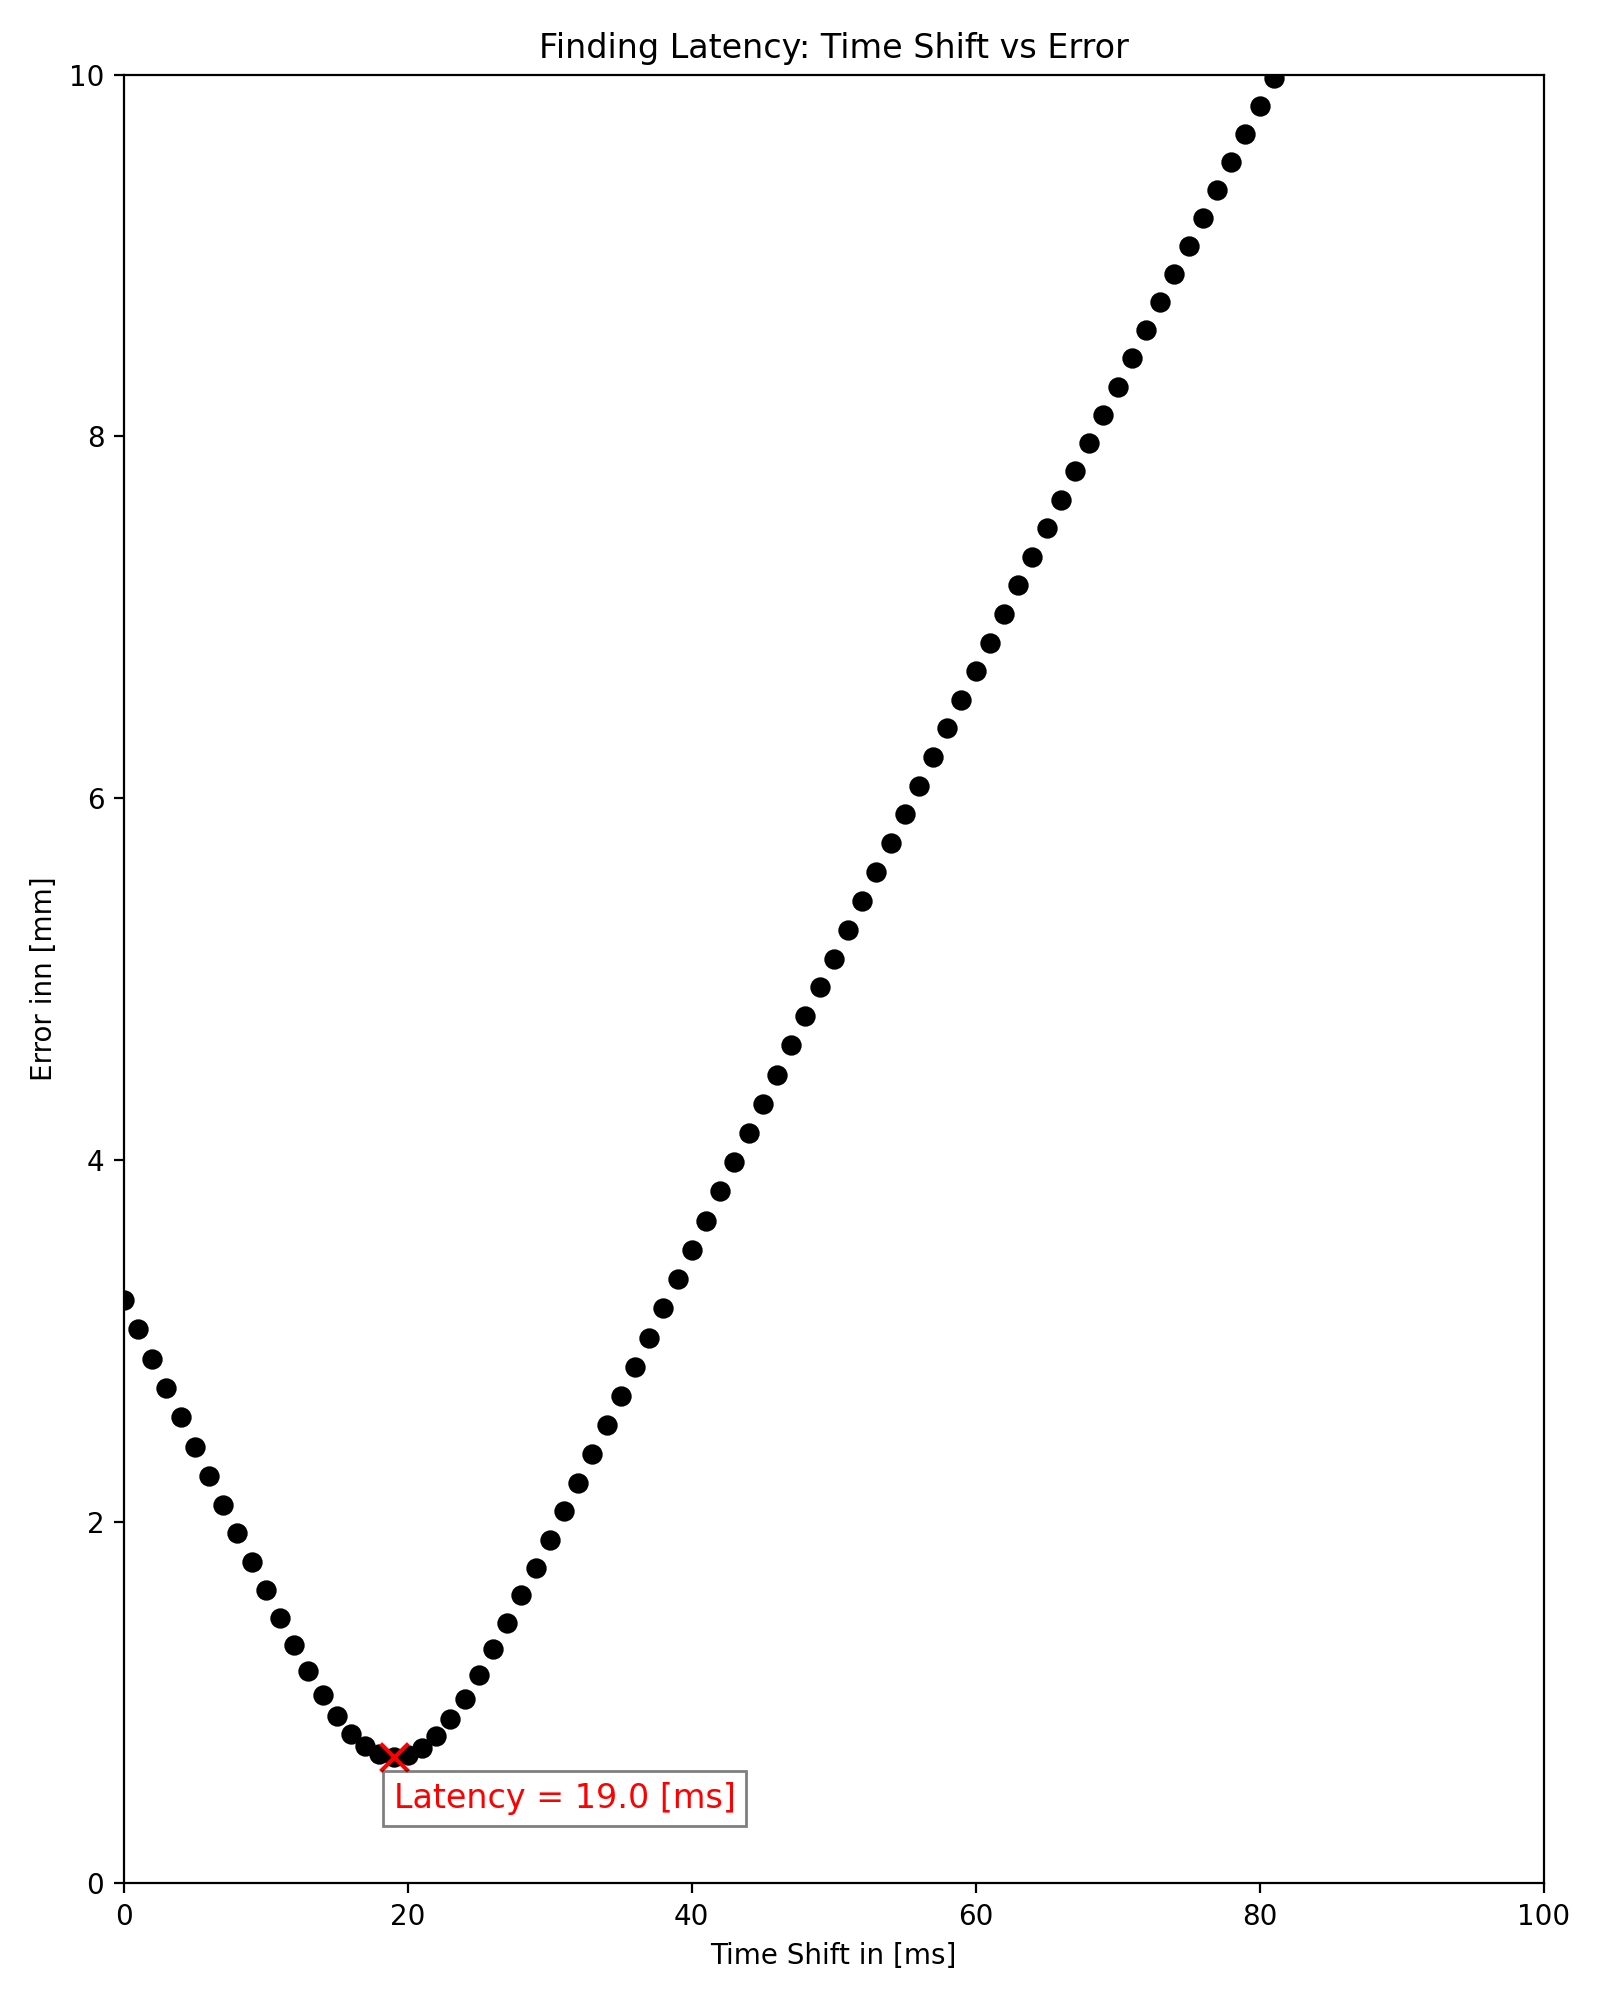 Finding Latency: Time Shift vs Error
10
8
6
4
2
0
Error inn [mm]
Latency = 19.0 [ms]
0 20 40 60 80 100
Time Shift in [ms]